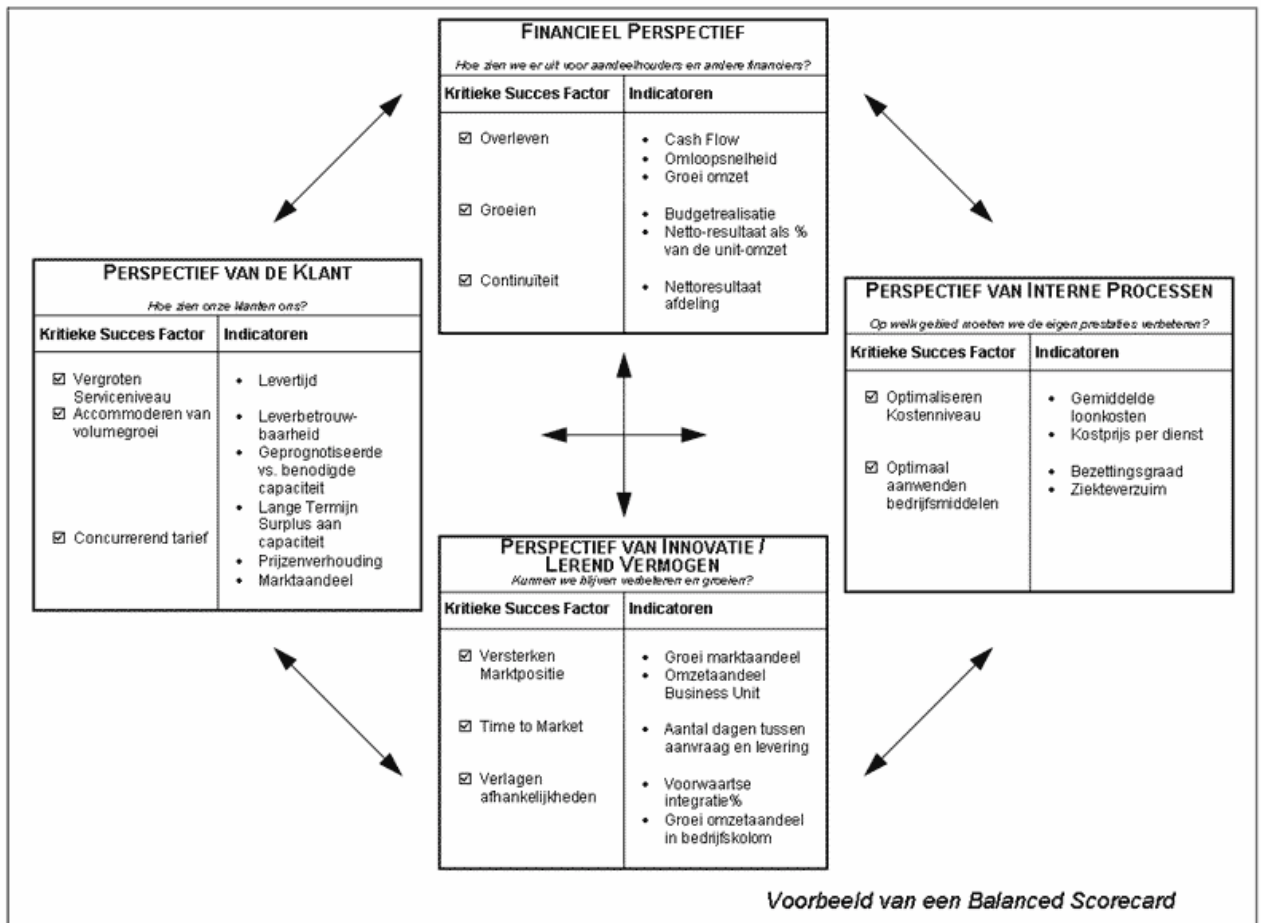 FINANCIEEL PERSPECTIEF
Hoe zien we er uit voor aandeelhouders en andere financiers?
Kritieke Succes Factor
Indicatoren
Overleven
• Cash Flow
• Omloopsnelheid
• Groei omzet
Groeien
• Budgetrealisatie
• Netto-resultaat als %
van de unit-omzet
Continuïteit
• Nettoresultaat
afdeling
PERSPECTIEF VAN DE KLANT
Hoe zien onze klanten ons?
Kritieke Succes Factor
Indicatoren
Vergroten
Serviceniveau
Accommoderen van
volumegroei
Concurrerend tarief
• Levertijd
• Leverbetrouw-
baarheid
• Geprognotiseerde
vs. benodigde
capaciteit
• Lange Termijn
Surplus aan
capaciteit
• Prijzenverhouding
• Marktaandeel
PERSPECTIEF VAN INTERNE PROCESSEN
Op welk gebied moeten we de eigen prestaties verbeteren?
Kritieke Succes Factor
Indicatoren
Optimaliseren
Kostenniveau
• Gemiddelde
loonkosten
• Kostprijs per dienst
Optimaal
aanwenden
bedrijfsmiddelen
• Bezettingsgraad
• Ziekteverzuim
PERSPECTIEF VAN INNOVATIE /
LEREND VERMOGEN
Kunnen we blijven verbeteren en groeien?
Kritieke Succes Factor
Indicatoren
Versterken
Marktpositie
• Groei marktaandeel
• Omzetaandeel
Business Unit
Time to Market
• Aantal dagen tussen
aanvraag en levering
Verlagen
afhankelijkheden
• Voorwaartse
integratie%
• Groei omzetaandeel
in bedrijfskolom
Voorbeeld van een Balanced Scorecard